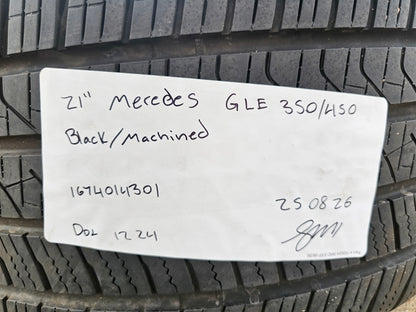 21" Mercedes GLE 350/450
Black/Machined
1674014301
25 08 26
Dot 1224